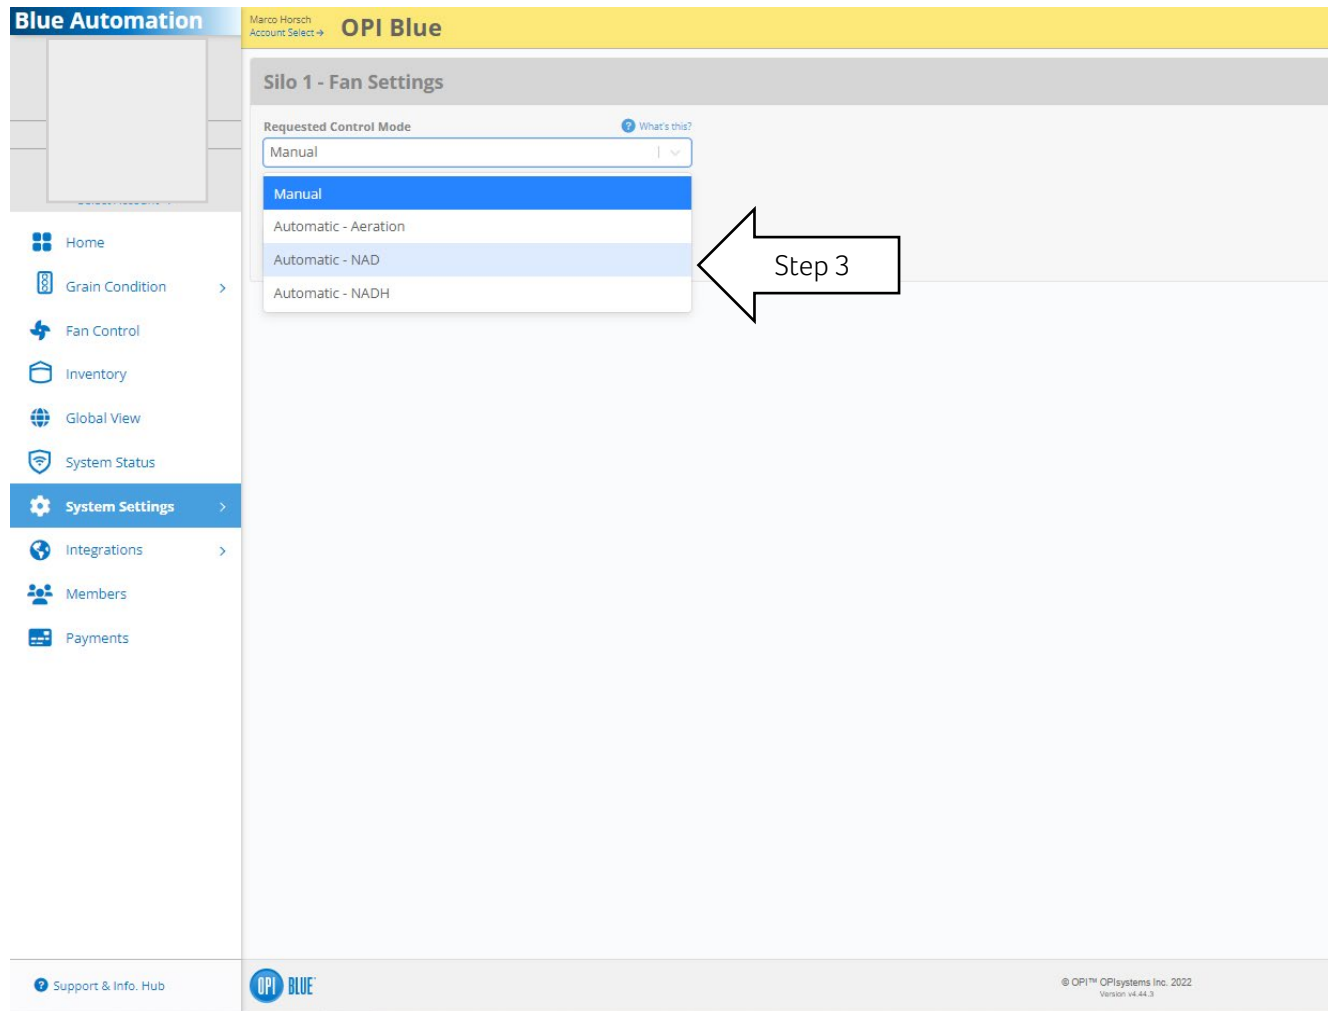 Blue Automation
Marco Horsch
Account Select →
OPI Blue
Silo 1 - Fan Settings
Requested Control Mode
? What's this?
Manual
Manual
Automatic - Aeration
Automatic - NAD
Automatic - NADH
Step 3
Home
Grain Condition
Fan Control
Inventory
Global View
System Status
System Settings
Integrations
Members
Payments
? Support & Info. Hub
OPI BLUE
© OPI™ OPIsystems Inc. 2022
Version v4.44.3